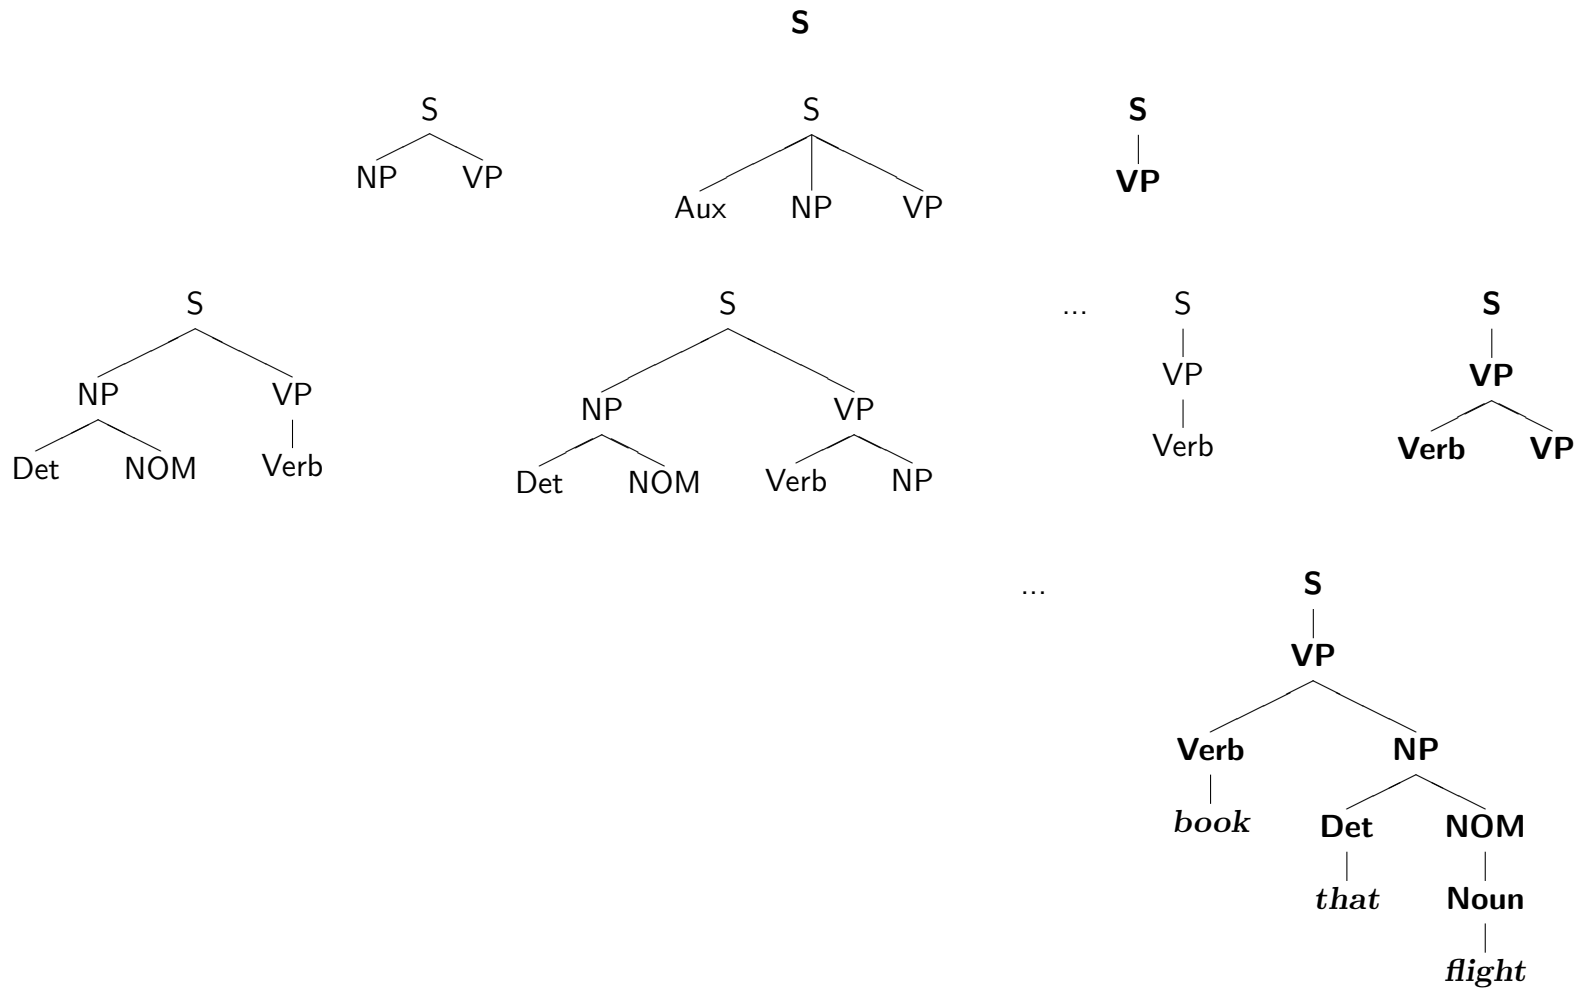 S
S S S
NP VP Aux NP VP VP
S S ... S S
NP VP NP VP VP VP
Det NOM Verb Det NOM Verb NP Verb Verb VP
... S
VP
Verb NP
book Det NOM
that Noun
flight